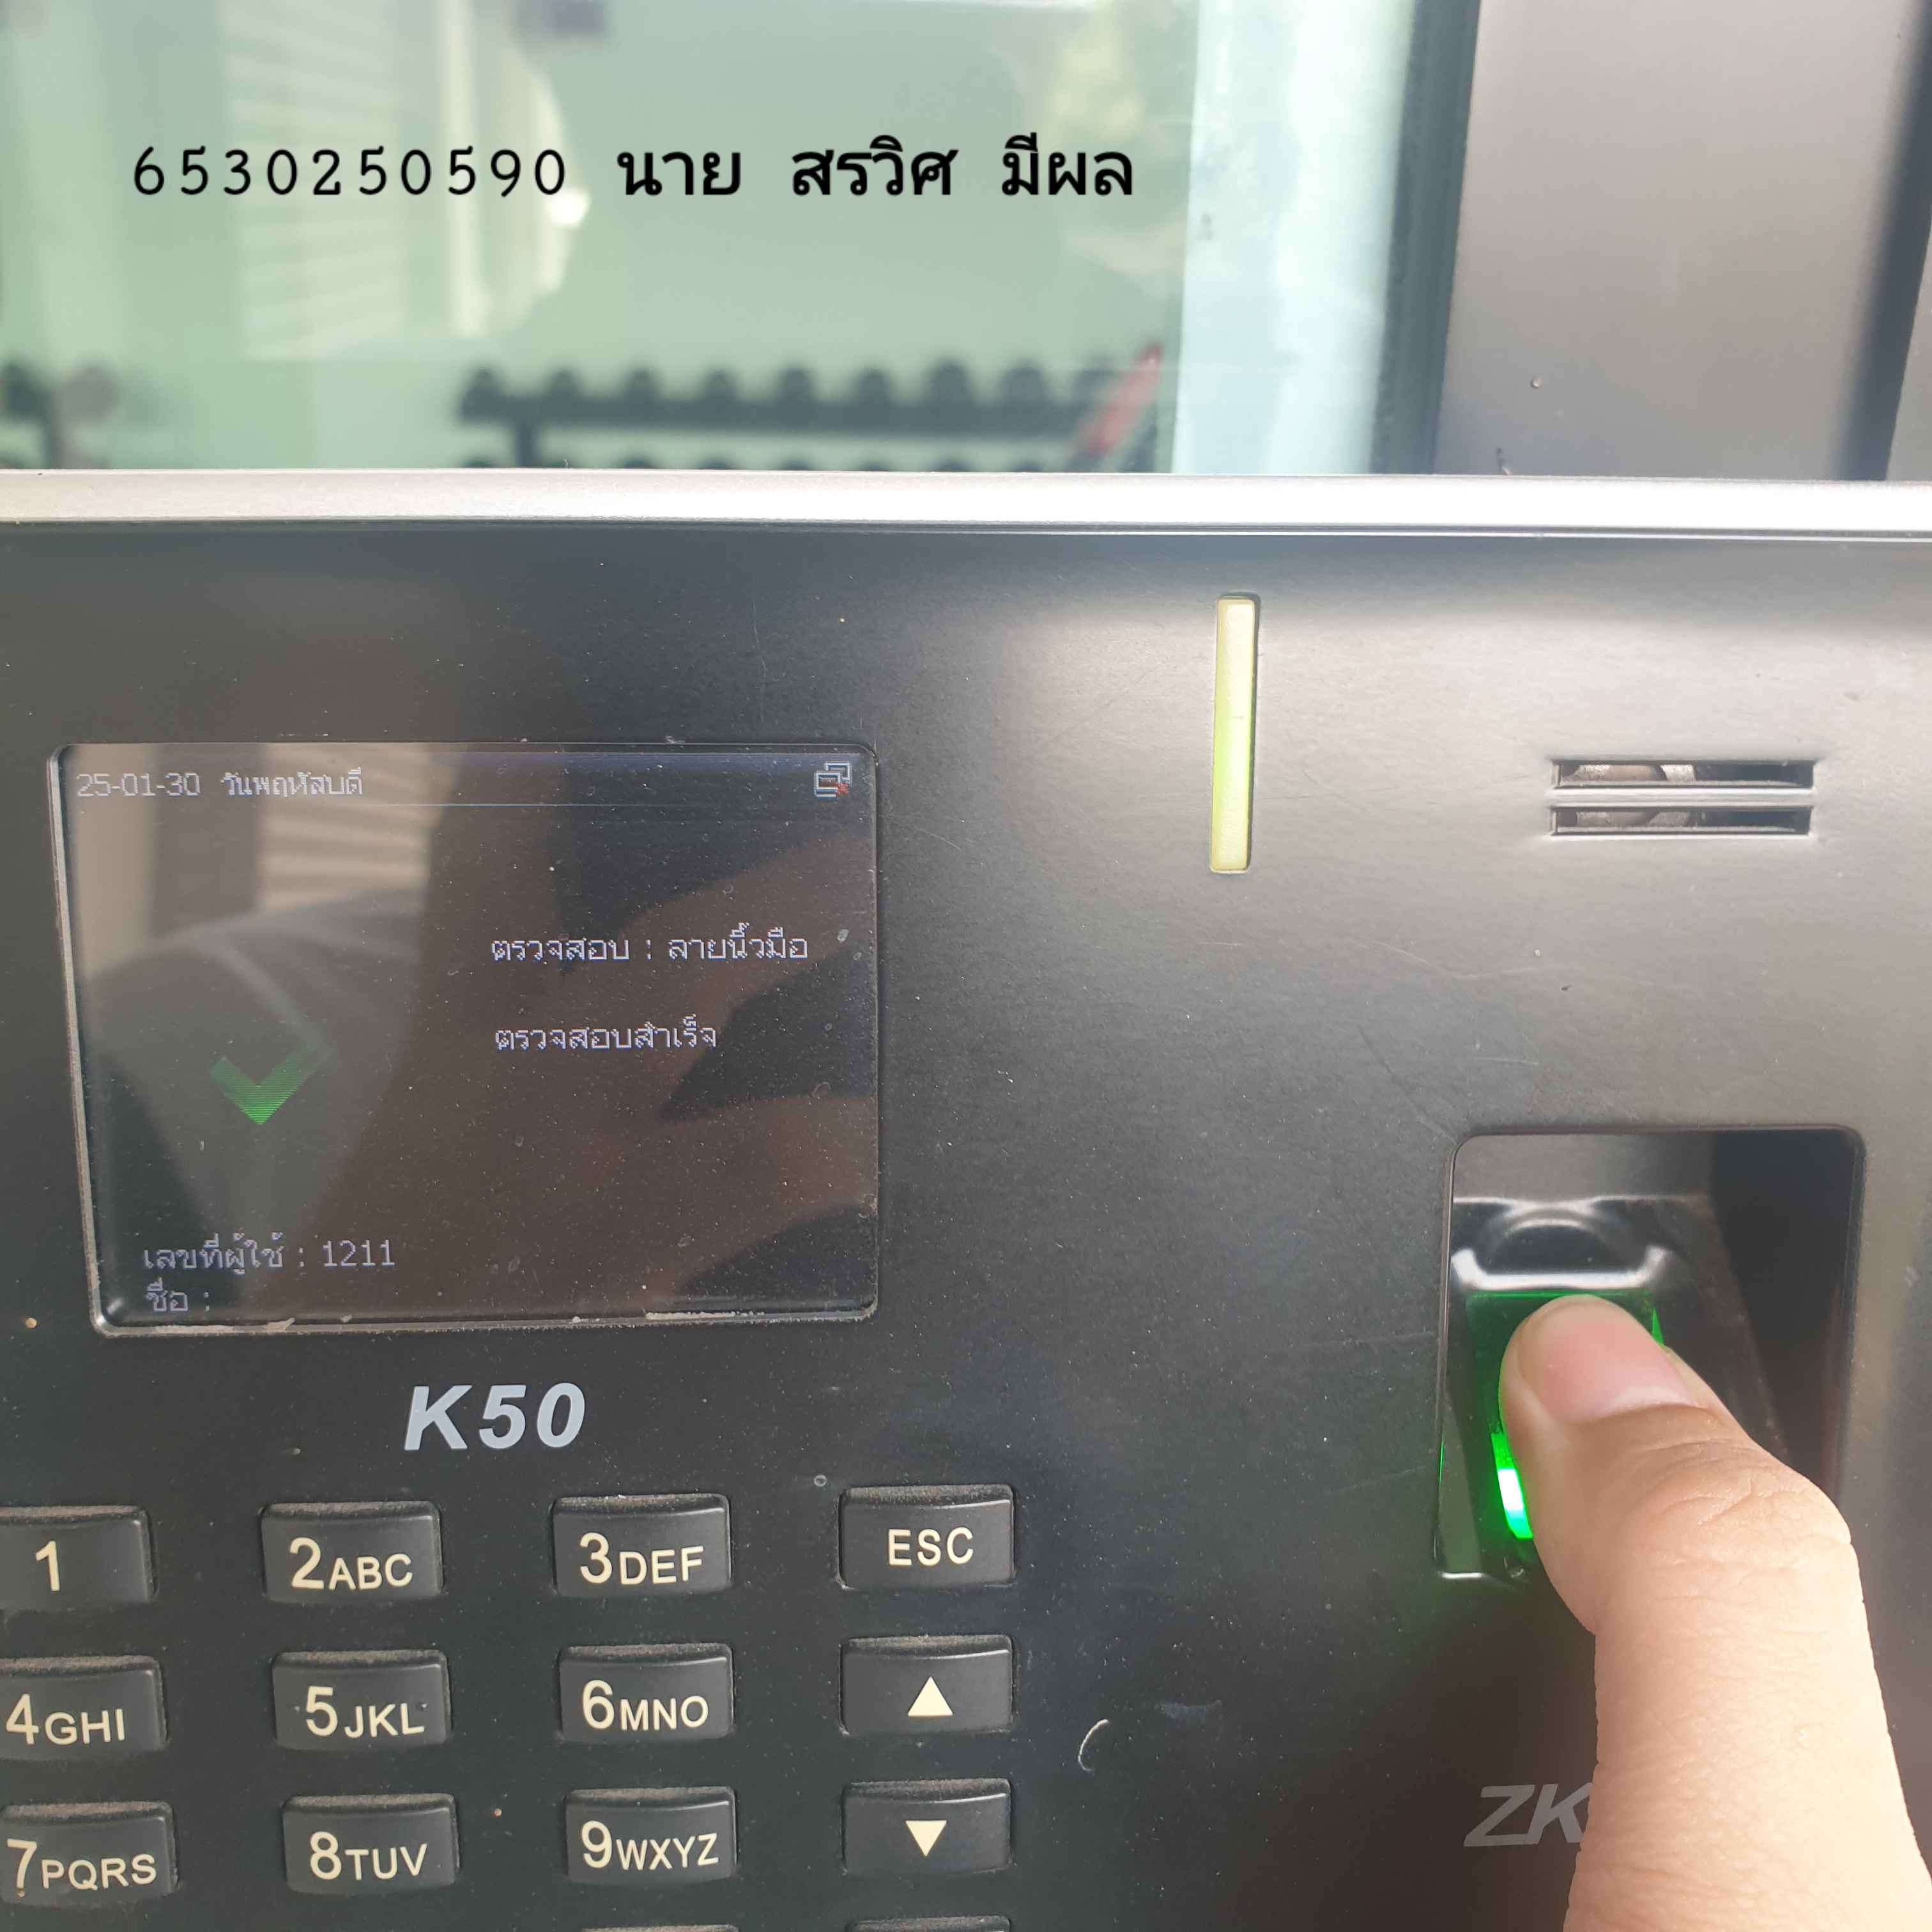 6530250590 นาย สรวิศ มีผล
25-01-30 วันพฤหัสบดี
ตรวจสอบ : ลายนิ้วมือ
ตรวจสอบสำเร็จ
เลขที่ผู้ใช้ : 1211
ชื่อ :
K50
1 2ABC 3DEF ESC
4GHI 5JKL 6MNO ▲
7PQRS 8TUV 9WXYZ ▼
ZK